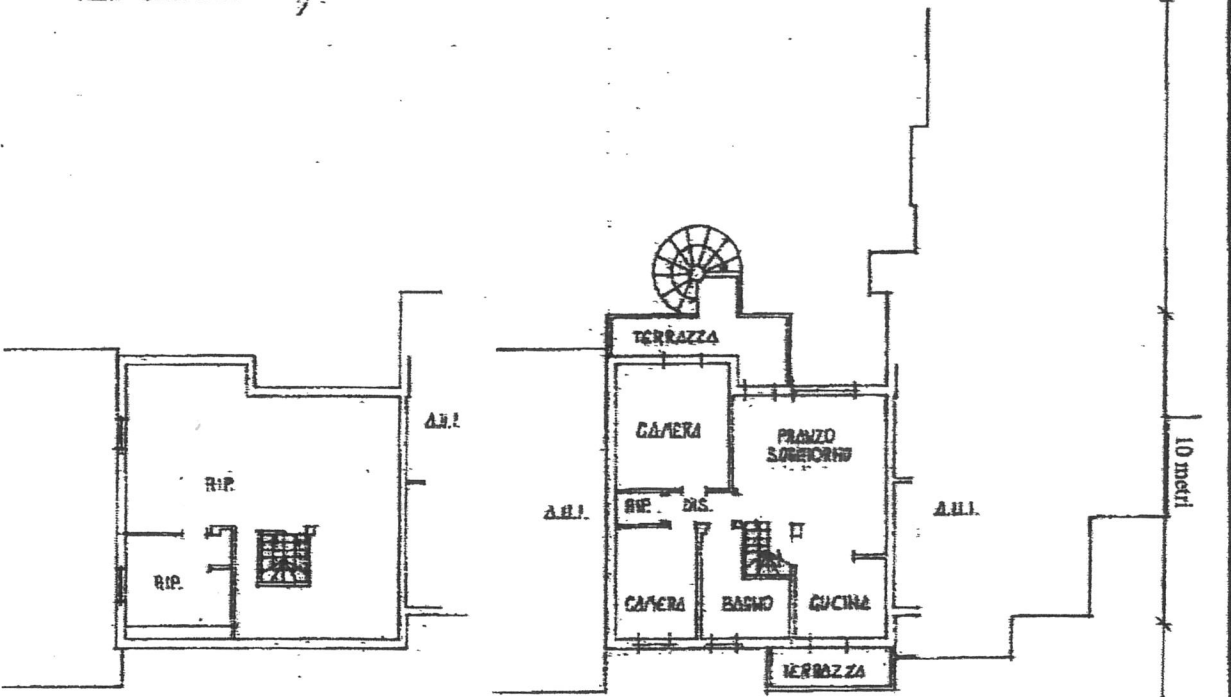 A.U.I.
RIP.
RIP.
TERRAZZA
CAMERA
PRANZO
SOGGIORNO
RIP.
DIS.
A.U.I.
A.U.I.
CAMERA
BAGNO
CUCINA
TERRAZZA
10 metri